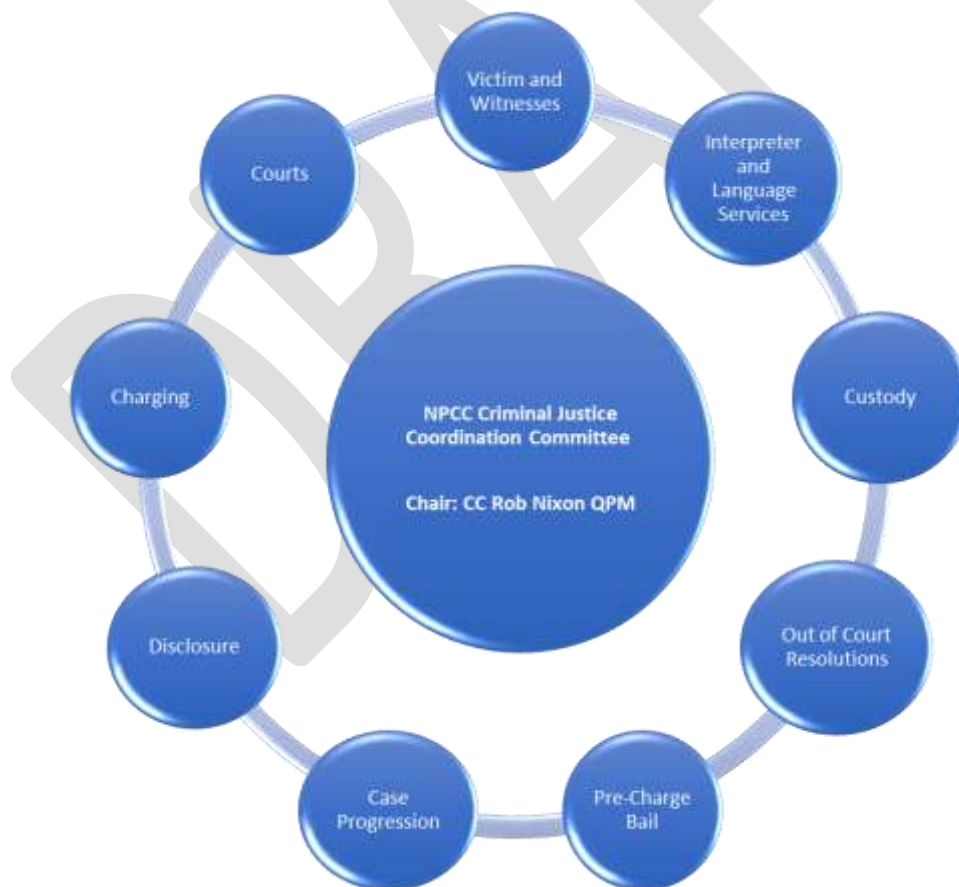 Victim and
Witnesses
Interpreter
and
Language
Services
Custody
Out of Court
Resolutions
Pre-Charge
Bail
Case
Progression
Disclosure
Charging
Courts
NPCC Criminal Justice
Coordination Committee
Chair: CC Rob Nixon QPM
DRA